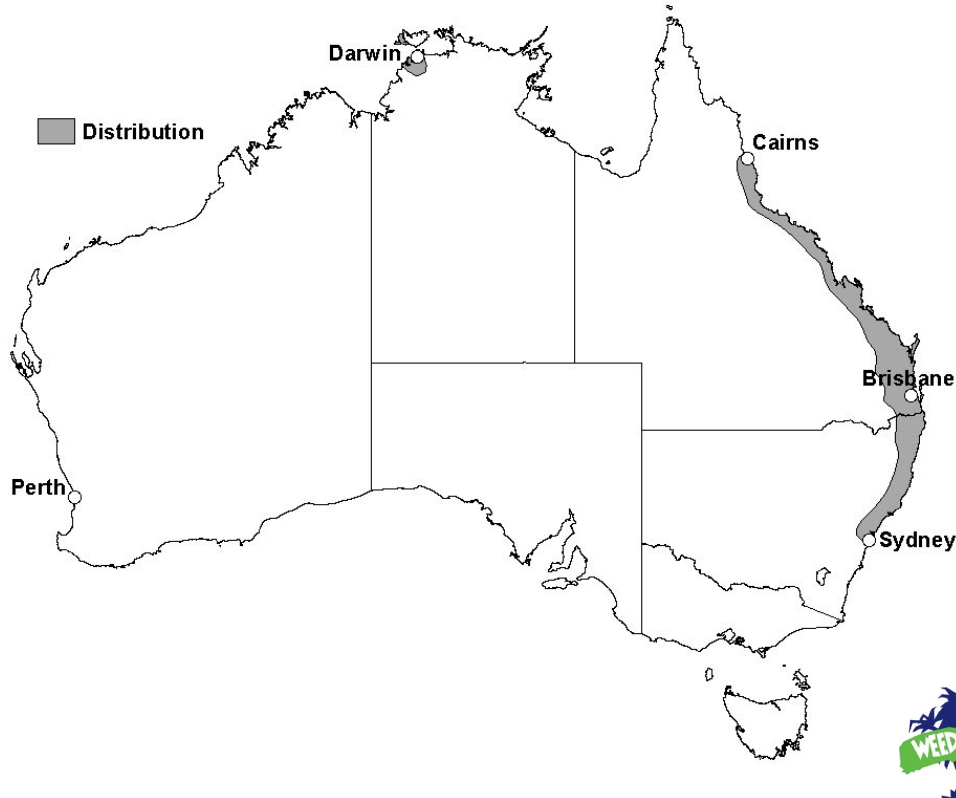 Darwin
Distribution
Cairns
Brisbane
Perth
Sydney
WEED